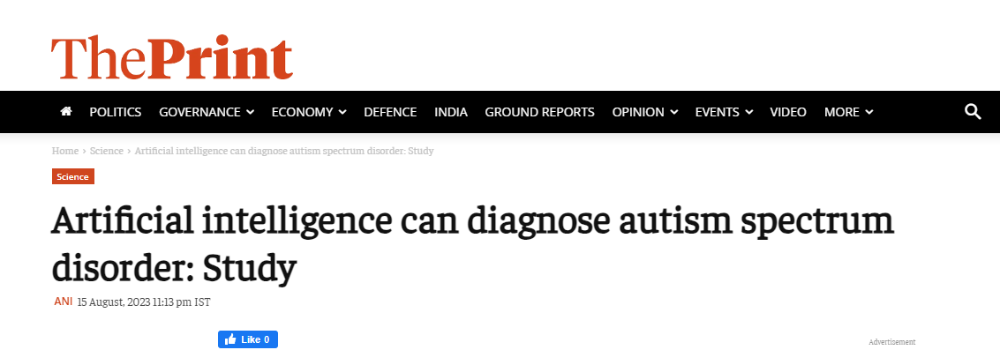 ThePrint
POLITICS GOVERNANCE ECONOMY DEFENCE INDIA GROUND REPORTS OPINION EVENTS VIDEO MORE
Home › Science › Artificial intelligence can diagnose autism spectrum disorder: Study
Science
Artificial intelligence can diagnose autism spectrum
disorder: Study
ANI 15 August, 2023 11:13 pm IST
Like 0
Advertisement